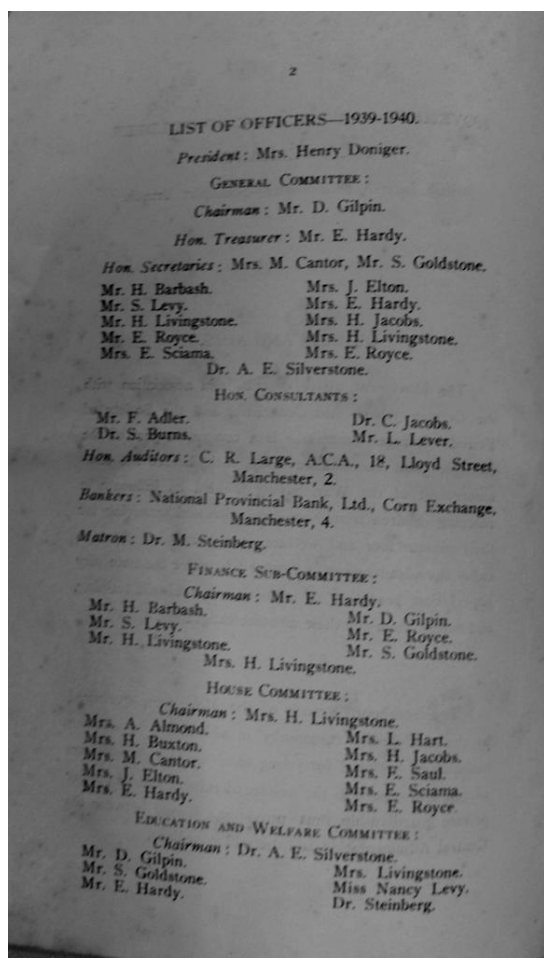 2
LIST OF OFFICERS—1939-1940.
President: Mrs. Henry Doniger.
GENERAL COMMITTEE:
Chairman: Mr. D. Gilpin.
Hon. Treasurer: Mr. E. Hardy.
Hon. Secretaries: Mrs. M. Cantor, Mr. S. Goldstone.
Mr. H. Barbash. Mrs. J. Elton.
Mr. S. Levy. Mrs. E. Hardy.
Mr. H. Livingstone. Mrs. H. Jacobs.
Mr. E. Royce. Mrs. H. Livingstone.
Mrs. E. Sciama. Mrs. E. Royce.
Dr. A. E. Silverstone.
HON. CONSULTANTS:
Mr. F. Adler. Dr. C. Jacobs.
Dr. S. Burns. Mr. L. Lever.
Hon. Auditors: C. R. Large, A.C.A., 18, Lloyd Street,
Manchester, 2.
Bankers: National Provincial Bank, Ltd., Corn Exchange,
Manchester, 4.
Matron: Dr. M. Steinberg.
FINANCE SUB-COMMITTEE:
Chairman: Mr. E. Hardy.
Mr. H. Barbash. Mr. D. Gilpin.
Mr. S. Levy. Mr. E. Royce.
Mr. H. Livingstone. Mr. S. Goldstone.
Mrs. H. Livingstone.
HOUSE COMMITTEE:
Chairman: Mrs. H. Livingstone.
Mrs. A. Almond. Mrs. L. Hart.
Mrs. H. Buxton. Mrs. H. Jacobs.
Mrs. M. Cantor. Mrs. E. Saul.
Mrs. J. Elton. Mrs. E. Sciama.
Mrs. E. Hardy. Mrs. E. Royce.
EDUCATION AND WELFARE COMMITTEE:
Chairman: Dr. A. E. Silverstone.
Mr. D. Gilpin. Mrs. Livingstone.
Mr. S. Goldstone. Miss Nancy Levy.
Mr. E. Hardy. Dr. Steinberg.